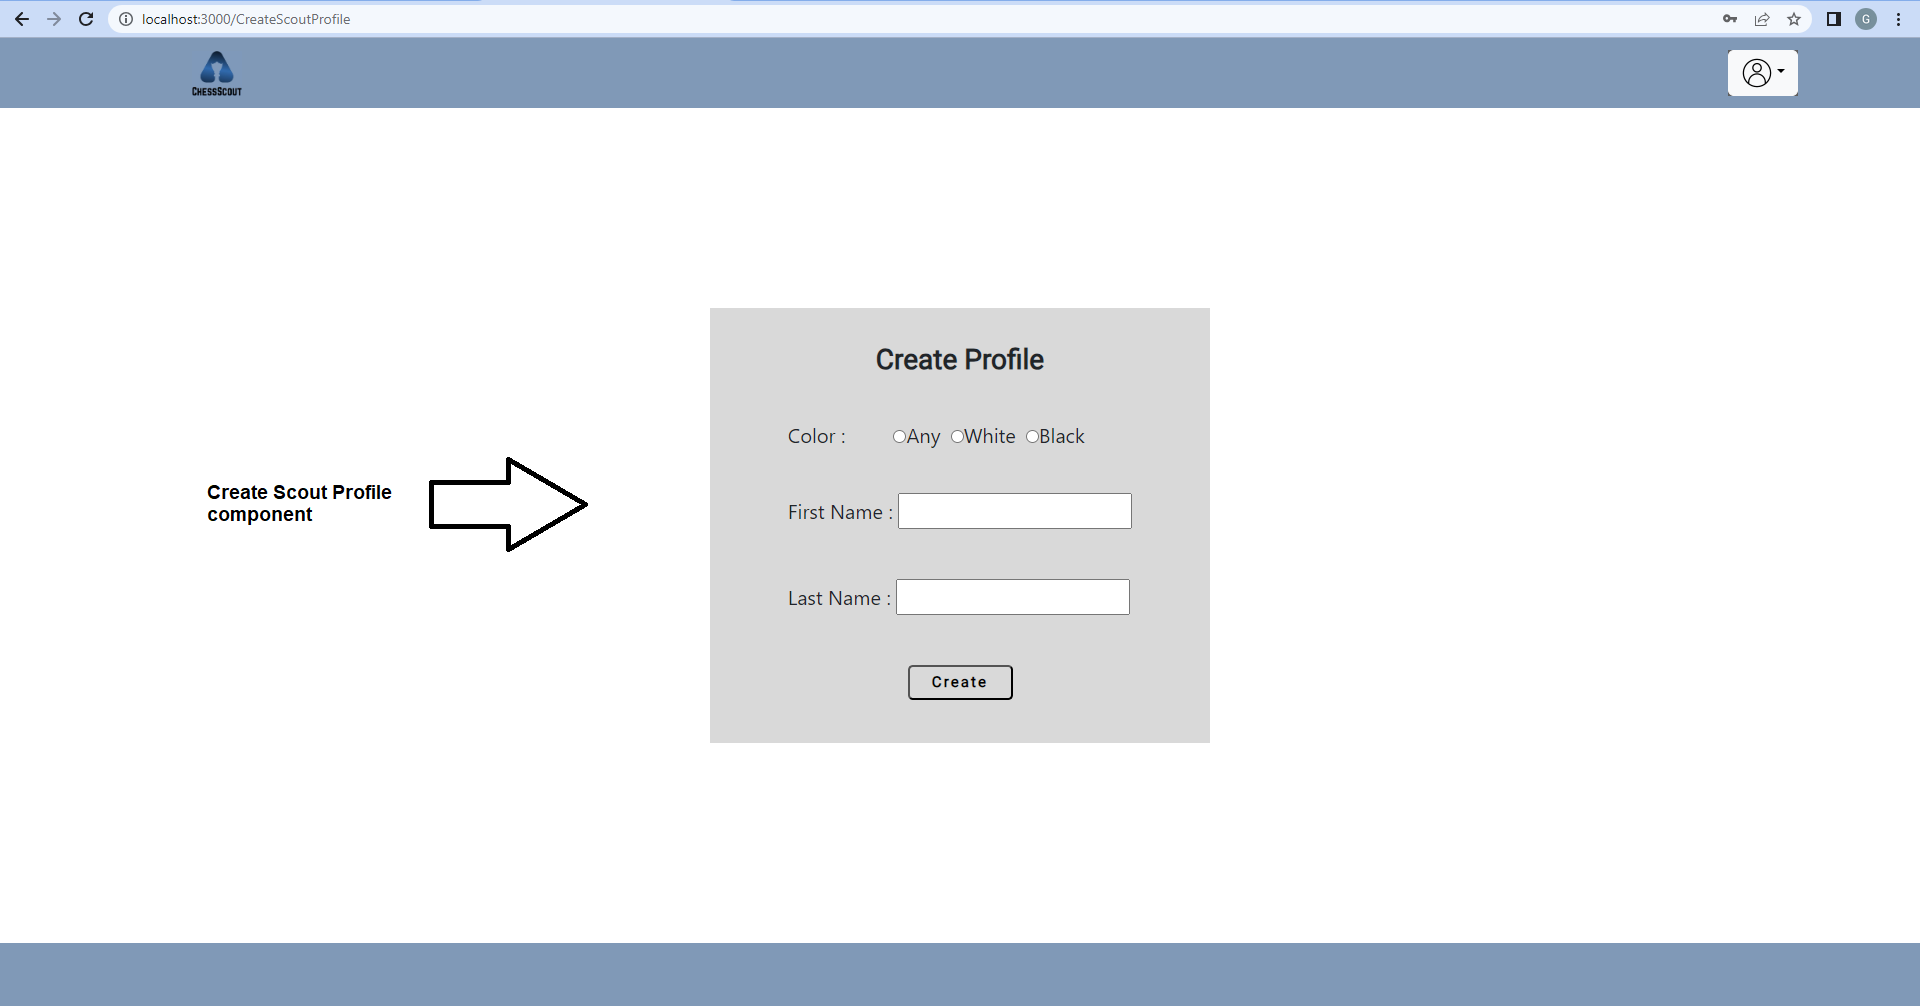 localhost:3000/CreateScoutProfile
G
ChessScout
Create Profile
Color : Any White Black
Create Scout Profile
component
First Name :
Last Name :
Create